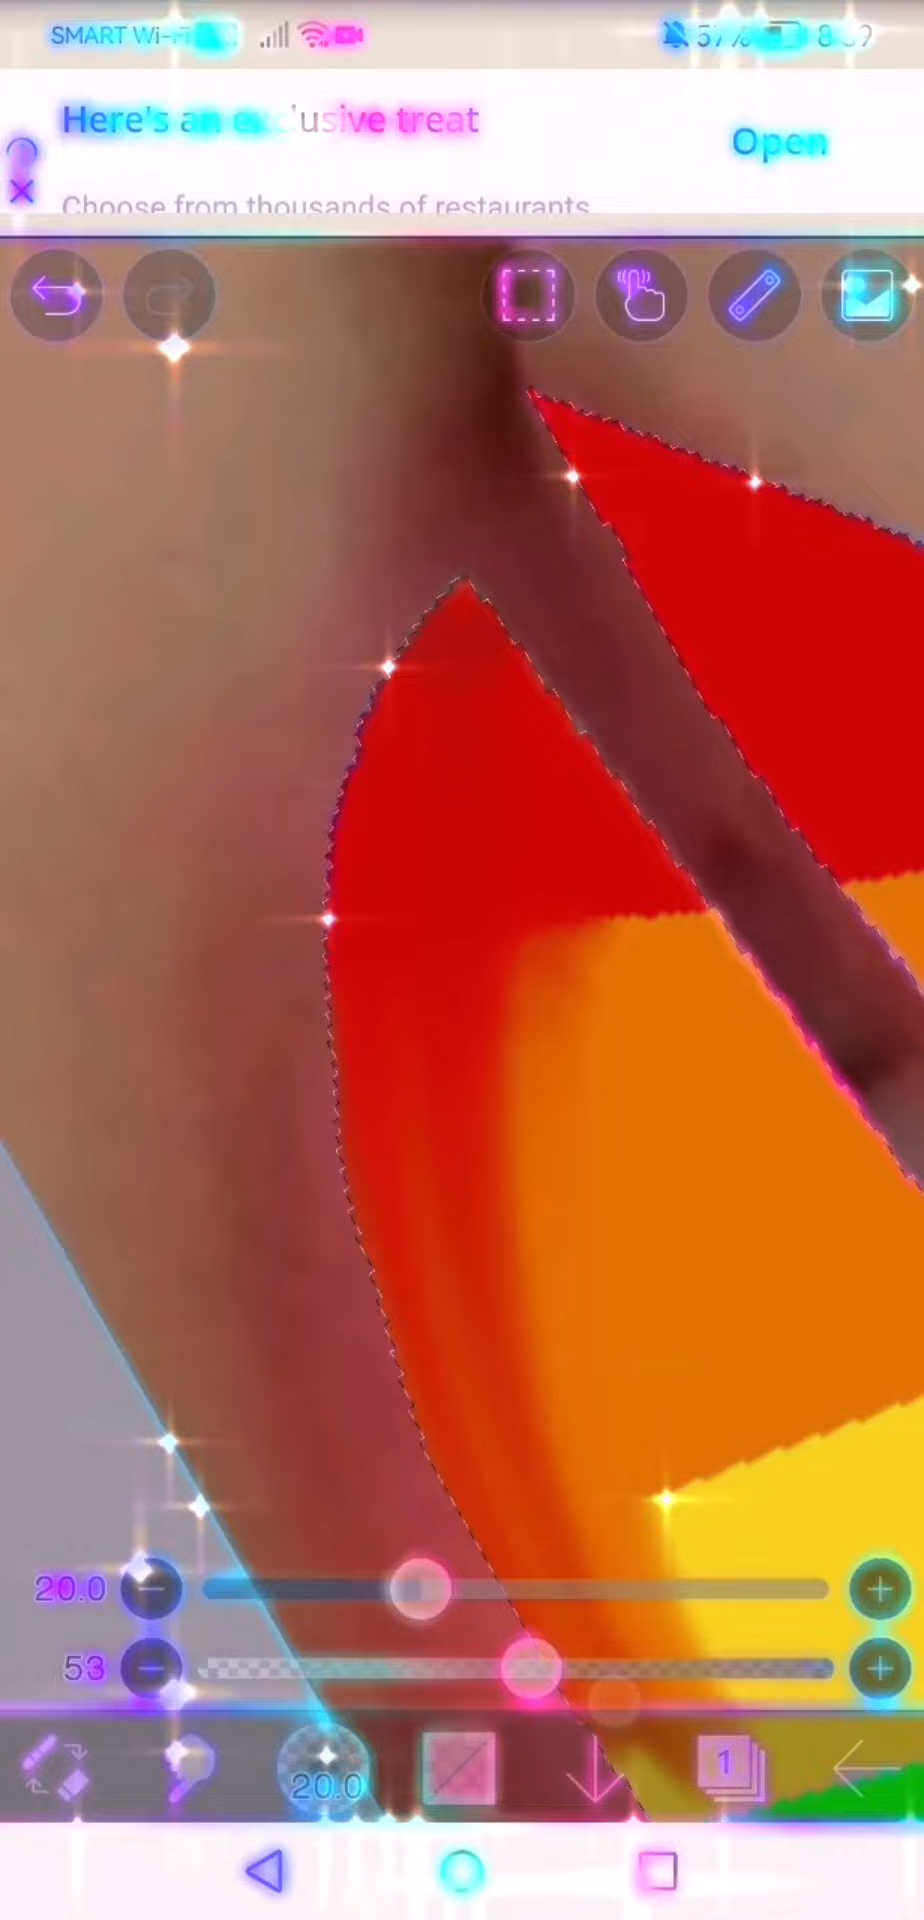 SMART Wi-Fi
57%
Here's an exclusive treat
Open
Choose from thousands of restaurants
20.0
53
20.0
1